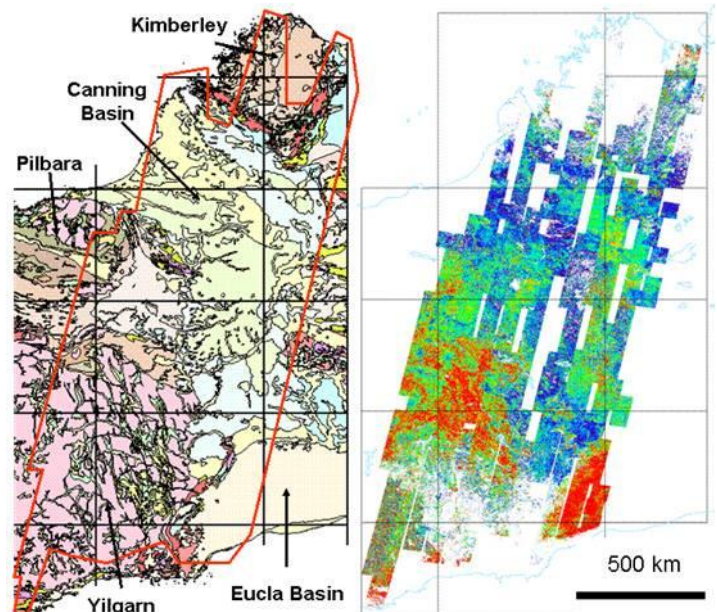 Kimberley
Canning
Basin
Pilbara
Yilgarn
Eucla Basin
500 km